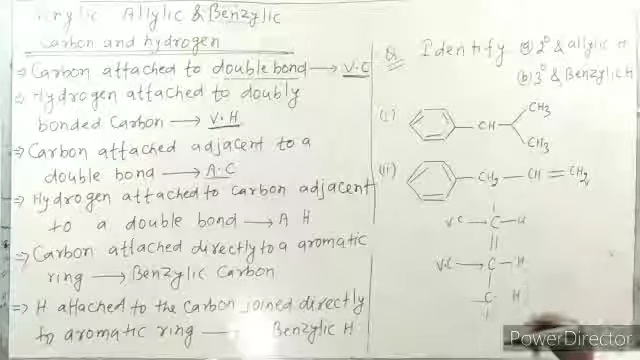 Allylic & Benzylic
Carbon and hydrogen
⇒ Carbon attached to double bond → V.C
⇒ Hydrogen attached to doubly
bonded Carbon → V.H
⇒ Carbon attached adjacent to a
double bond → A.C
⇒ Hydrogen attached to carbon adjacent
to a double bond → A H
⇒ Carbon attached directly to a aromatic
ring → Benzylic Carbon
⇒ H attached to the Carbon joined directly
to aromatic ring — Benzylic H
Q Identify (a) 2° & allylic H
(b) 3° & Benzylic H
(i) CH CH3
CH3
(ii) CH2 — CH = CH2
V.C → C — H
||
V.C → C — H
— C H
PowerDirector